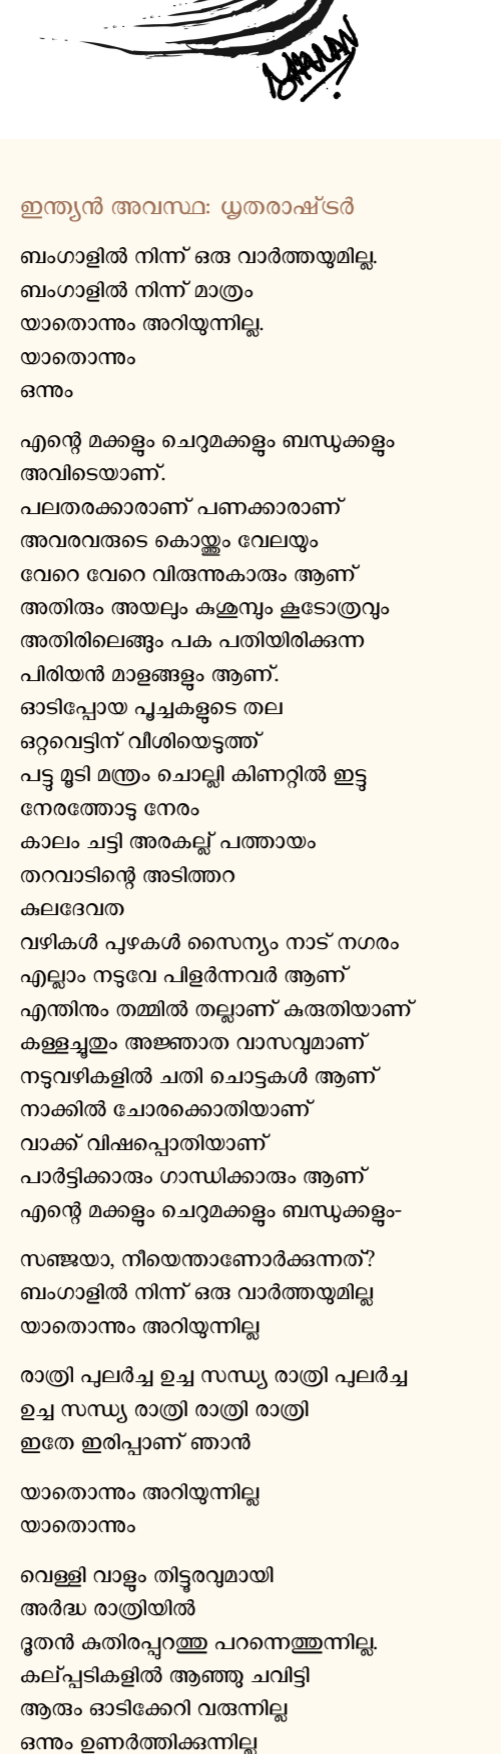 ഇന്ത്യൻ അവസ്ഥ: ധൃതരാഷ്ട്രർ
ബംഗാളിൽ നിന്ന് ഒരു വാർത്തയുമില്ല.
ബംഗാളിൽ നിന്ന് മാത്രം
യാതൊന്നും അറിയുന്നില്ല.
യാതൊന്നും
ഒന്നും
എന്റെ മക്കളും ചെറുമക്കളും ബന്ധുക്കളും
അവിടെയാണ്.
പലതരക്കാരാണ് പണക്കാരാണ്
അവരവരുടെ കൊയ്ത്തും വേലയും
വേറെ വേറെ വിരുന്നുകാരും ആണ്
അതിരും അയലും കുശുമ്പും കൂടോത്രവും
അതിരിലെങ്ങും പക പതിയിരിക്കുന്ന
പിരിയൻ മാളങ്ങളും ആണ്.
ഓടിപ്പോയ പൂച്ചകളുടെ തല
ഒറ്റവെട്ടിന് വീശിയെടുത്ത്
പട്ടു മൂടി മന്ത്രം ചൊല്ലി കിണറ്റിൽ ഇട്ടു
നേരത്തോടു നേരം
കാലം ചട്ടി അരകല്ല് പത്തായം
തറവാടിന്റെ അടിത്തറ
കുലദേവത
വഴികൾ പുഴകൾ സൈന്യം നാട് നഗരം
എല്ലാം നടുവേ പിളർന്നവർ ആണ്
എന്തിനും തമ്മിൽ തല്ലാണ് കുരുതിയാണ്
കള്ളച്ചൂതും അജ്ഞാത വാസവുമാണ്
നടുവഴികളിൽ ചതി ചൊട്ടകൾ ആണ്
നാക്കിൽ ചോരക്കൊതിയാണ്
വാക്ക് വിഷപ്പൊതിയാണ്
പാർട്ടിക്കാരും ഗാന്ധിക്കാരും ആണ്
എന്റെ മക്കളും ചെറുമക്കളും ബന്ധുക്കളും-
സഞ്ജയാ, നീയെന്താണോർക്കുന്നത്?
ബംഗാളിൽ നിന്ന് ഒരു വാർത്തയുമില്ല
യാതൊന്നും അറിയുന്നില്ല
രാത്രി പുലർച്ച ഉച്ച സന്ധ്യ രാത്രി പുലർച്ച
ഉച്ച സന്ധ്യ രാത്രി രാത്രി രാത്രി
ഇതേ ഇരിപ്പാണ് ഞാൻ
യാതൊന്നും അറിയുന്നില്ല
യാതൊന്നും
വെള്ളി വാളും തിട്ടൂരവുമായി
അർദ്ധ രാത്രിയിൽ
ദൂതൻ കുതിരപ്പുറത്തു പറന്നെത്തുന്നില്ല.
കല്പ്പടികളിൽ ആഞ്ഞു ചവിട്ടി
ആരും ഓടിക്കേറി വരുന്നില്ല
ഒന്നും ഉണർത്തിക്കുന്നില്ല